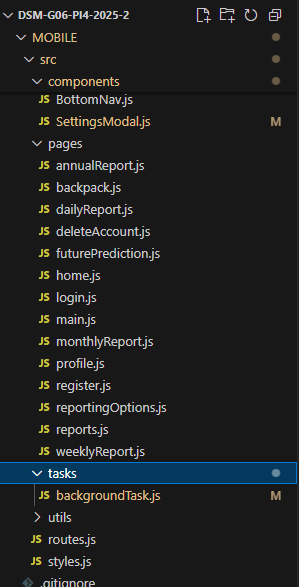 DSM-G06-PI4-2025-2
MOBILE
src
components
JS BottomNav.js
JS SettingsModal.js M
pages
JS annualReport.js
JS backpack.js
JS dailyReport.js
JS deleteAccount.js
JS futurePrediction.js
JS home.js
JS login.js
JS main.js
JS monthlyReport.js
JS profile.js
JS register.js
JS reportingOptions.js
JS reports.js
JS weeklyReport.js
tasks
JS backgroundTask.js M
utils
JS routes.js
JS styles.js
.gitignore